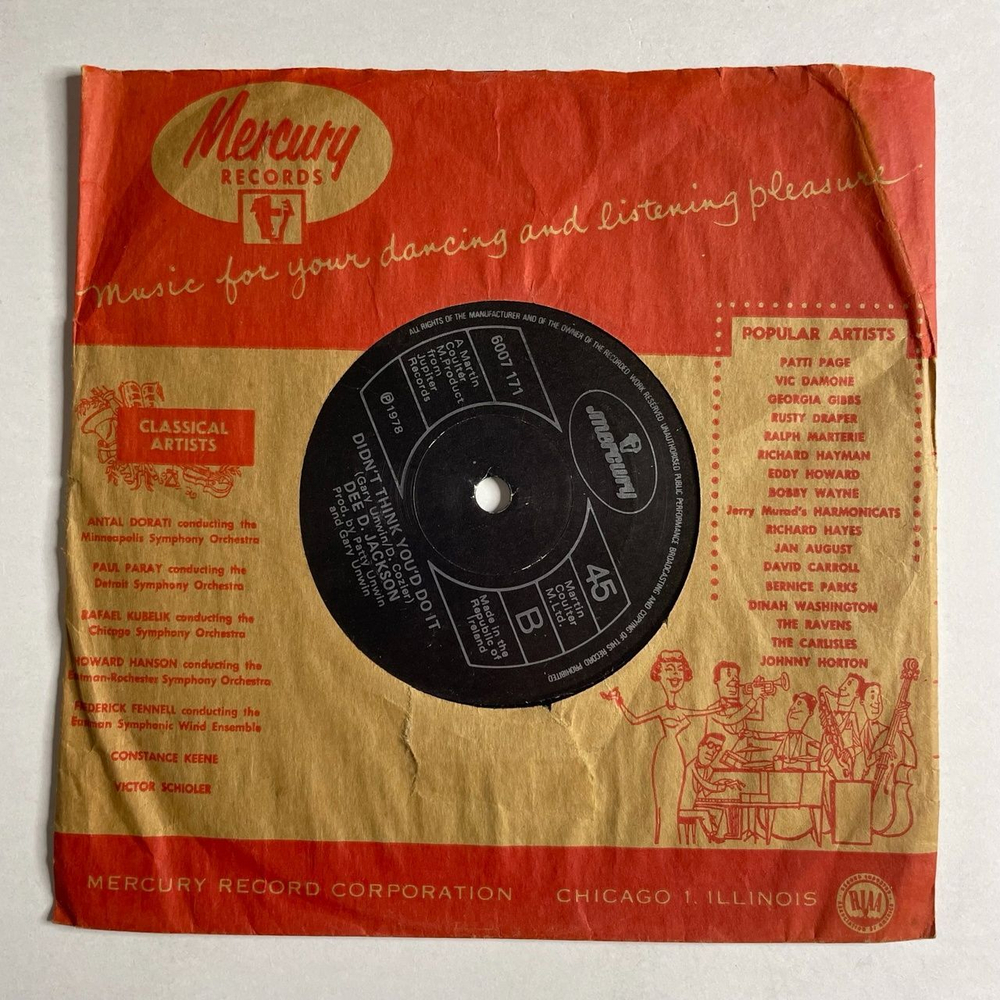 Mercury
RECORDS
Music for your dancing and listening pleasure
CLASSICAL
ARTISTS
ANTAL DORATI conducting the
Minneapolis Symphony Orchestra
PAUL PARAY conducting the
Detroit Symphony Orchestra
RAFAEL KUBELIK conducting the
Chicago Symphony Orchestra
HOWARD HANSON conducting the
Eastman-Rochester Symphony Orchestra
FREDERICK FENNELL conducting the
Eastman Symphonic Wind Ensemble
CONSTANCE KEENE
VICTOR SCHIOLER
ALL RIGHTS OF THE MANUFACTURER AND OF THE OWNER OF THE RECORDED WORK RESERVED UNAUTHORISED PUBLIC PERFORMANCE BROADCASTING AND COPYING OF THIS RECORD PROHIBITED.
mercury
6007 171
A Martin
Coulter
M.Product
from
Jupiter
Records
℗1978
DIDN'T THINK YOU'D DO IT
(Gary Unwin/D. Cozier)
DEE D. JACKSON
Prod. by Patty Unwin
and Gary Unwin
45
Martin
Coulter
M.Ltd.
B
Made in the
Republic of
Ireland
POPULAR ARTISTS
PATTI PAGE
VIC DAMONE
GEORGIA GIBBS
RUSTY DRAPER
RALPH MARTERIE
RICHARD HAYMAN
EDDY HOWARD
BOBBY WAYNE
Jerry Murad's HARMONICATS
RICHARD HAYES
JAN AUGUST
DAVID CARROLL
BERNICE PARKS
DINAH WASHINGTON
THE RAVENS
THE CARLISLES
JOHNNY HORTON
MERCURY RECORD CORPORATION CHICAGO 1, ILLINOIS
RIAA